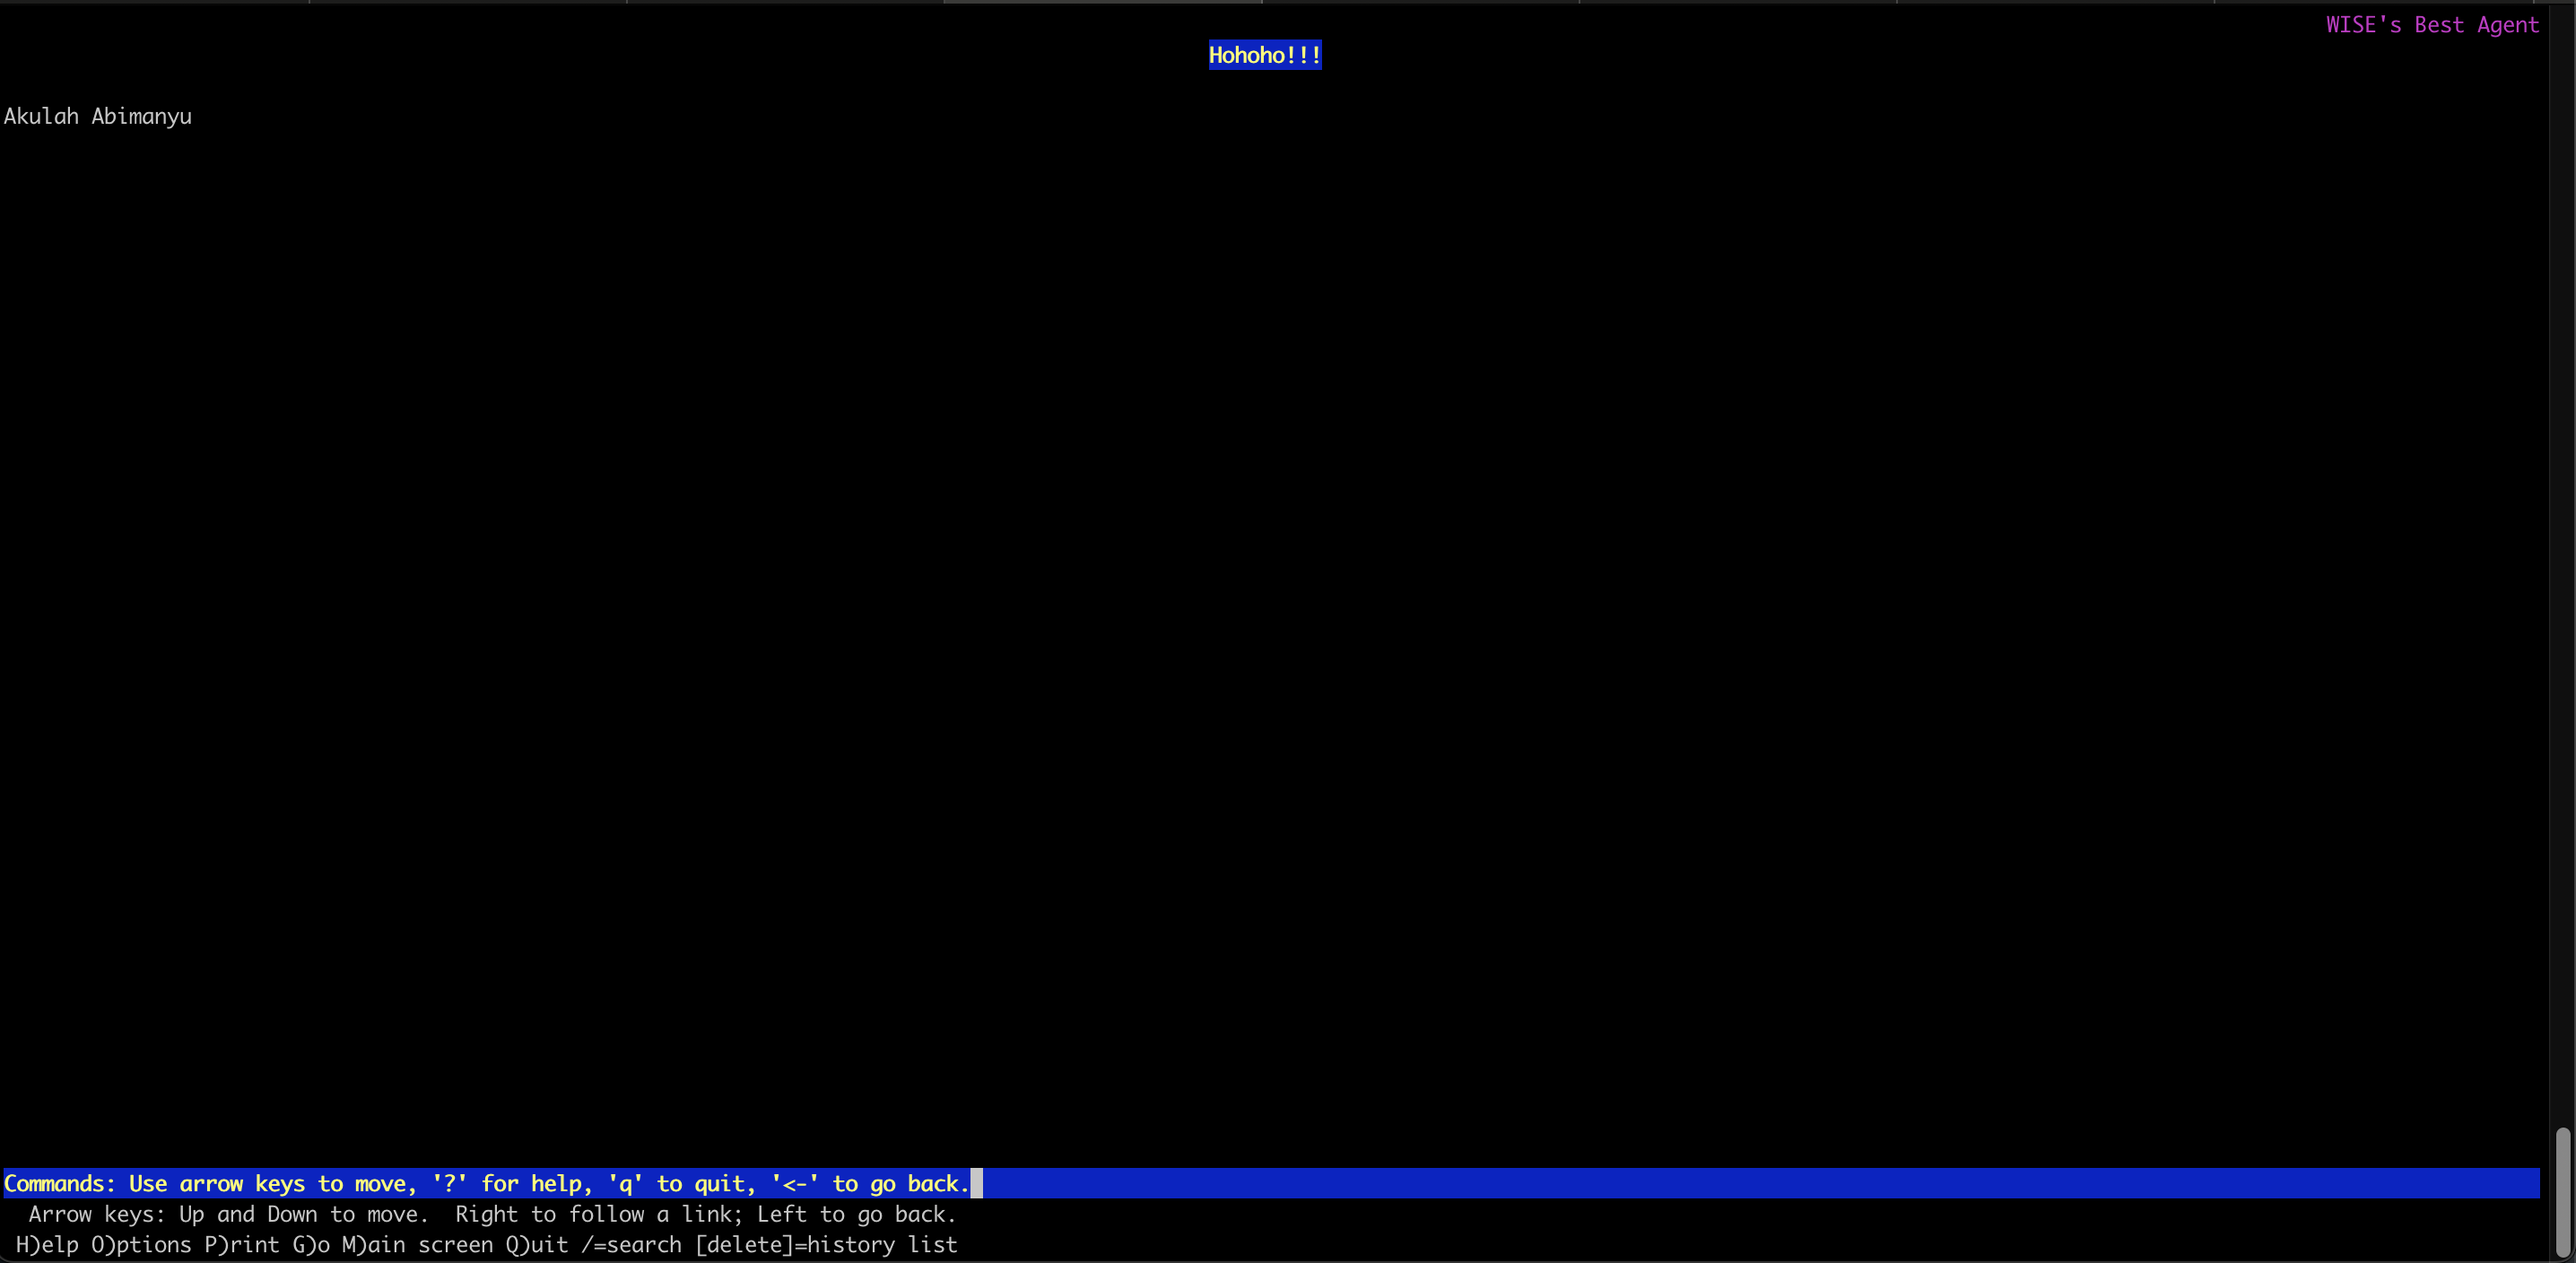 WISE's Best Agent
Hohoho!!!
Akulah Abimanyu
Commands: Use arrow keys to move, '?' for help, 'q' to quit, '<-' to go back.
Arrow keys: Up and Down to move.  Right to follow a link; Left to go back.
H)elp O)ptions P)rint G)o M)ain screen Q)uit /=search [delete]=history list